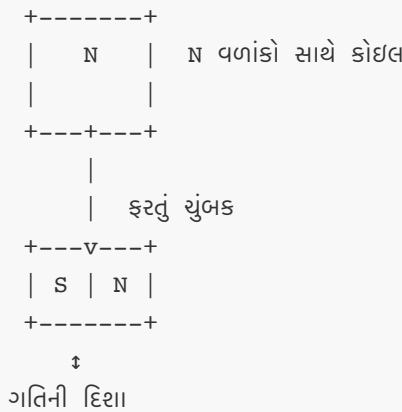 +-------+
|   N   |  N વળાંકો સાથે કોઇલ
|       |
+---+---+
    |
    |  ફરતું ચુંબક
+---v---+
| S | N |
+-------+
↕
ગતિની દિશા